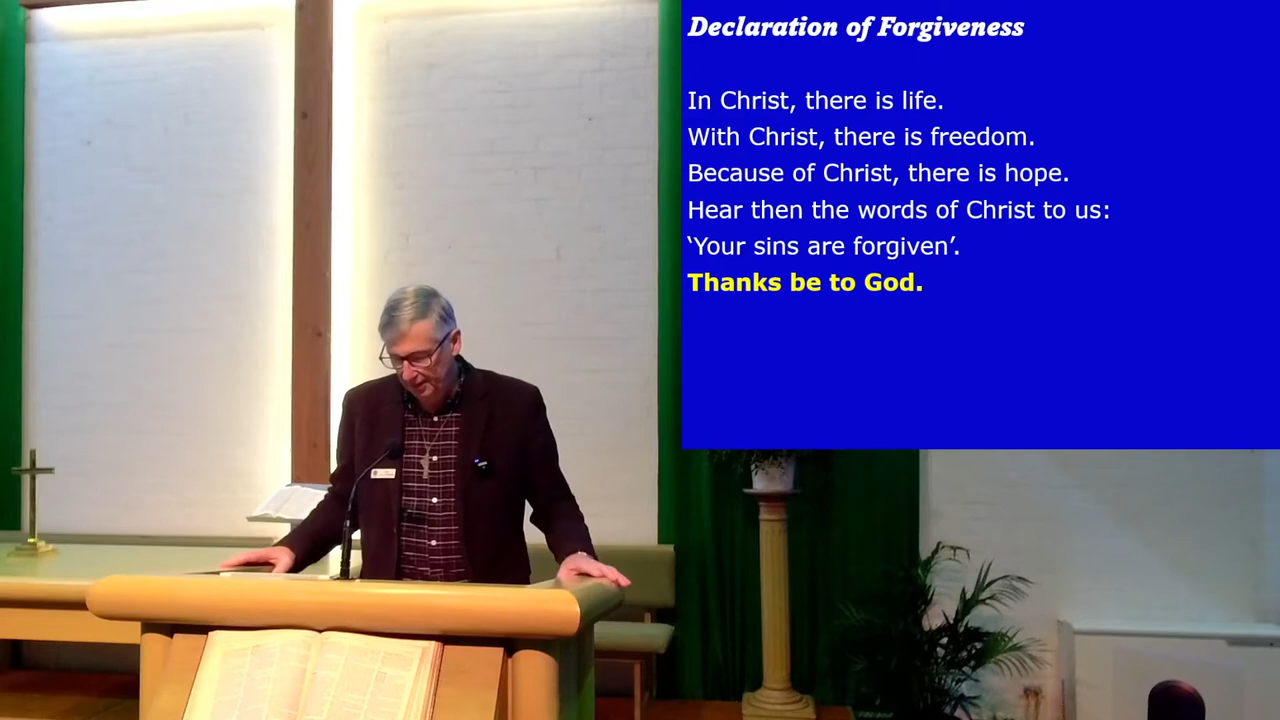 Declaration of Forgiveness
In Christ, there is life.
With Christ, there is freedom.
Because of Christ, there is hope.
Hear then the words of Christ to us:
‘Your sins are forgiven’.
Thanks be to God.